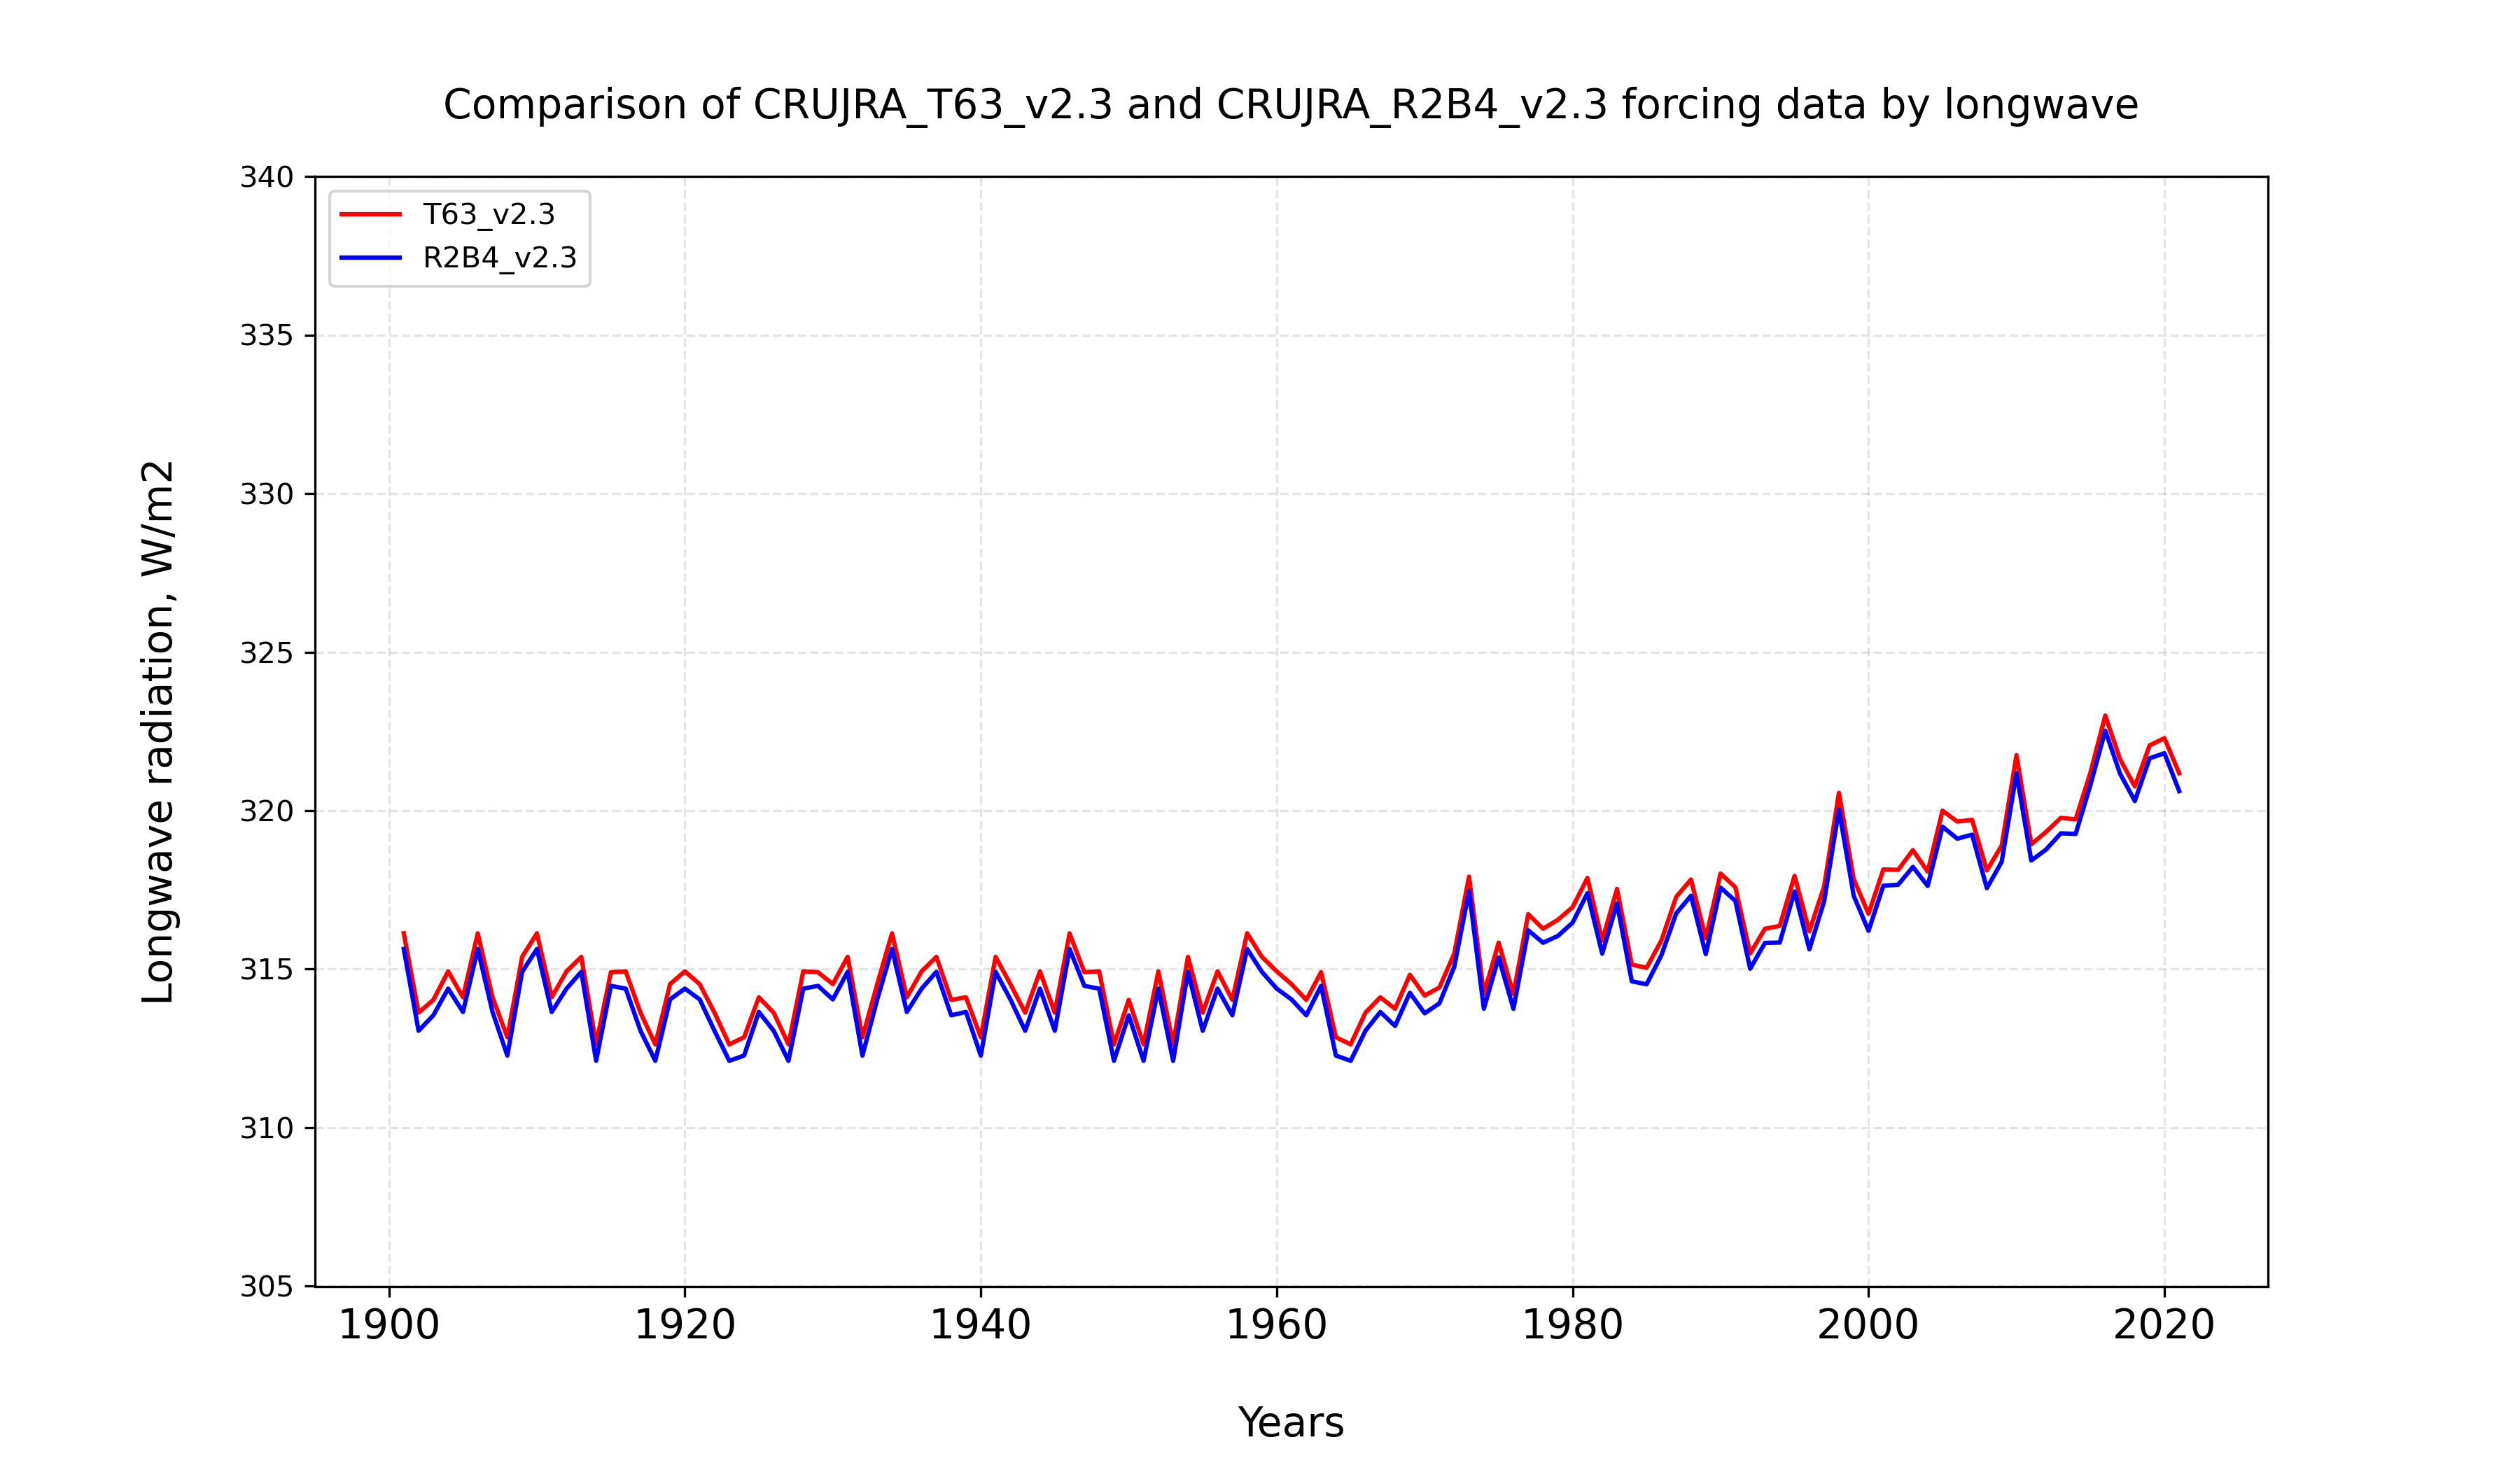 Comparison of CRUJRA_T63_v2.3 and CRUJRA_R2B4_v2.3 forcing data by longwave
T63_v2.3
R2B4_v2.3
Longwave radiation, W/m2
340
335
330
325
320
315
310
305
1900 1920 1940 1960 1980 2000 2020
Years